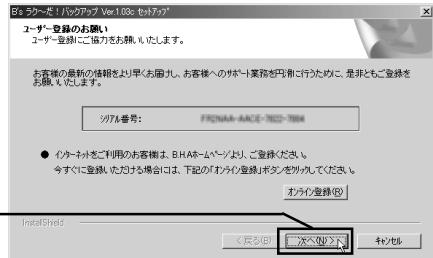 B's ラク～だ！バックアップ Ver.1.03c セットアップ
ユーザー登録のお願い
ユーザー登録にご協力をお願いいたします。
お客様の最新の情報をより早くお届けし、お客様へのサポート業務を円滑に行うために、是非ともご登録を
お願いいたします。
シリアル番号:
● インターネットをご利用のお客様は、B.H.Aホームページより、ご登録ください。
今すぐにご登録いただける場合には、下記の「オンライン登録」ボタンをクリックしてください。
オンライン登録(R)
InstallShield
< 戻る(B)
次へ(N) >
キャンセル